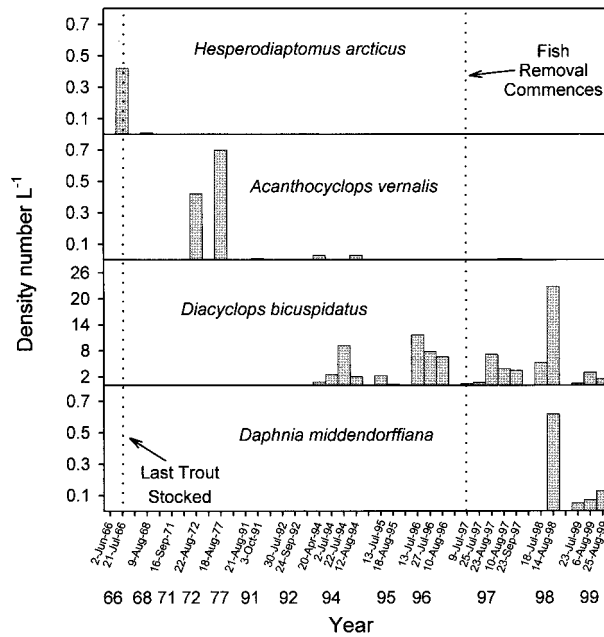 0.7
0.5
0.3
0.1
Hesperodiaptomus arcticus
Fish
Removal
Commences
0.7
0.5
0.3
0.1
Acanthocyclops vernalis
26
20
14
8
2
Diacyclops bicuspidatus
0.7
0.5
0.3
0.1
Daphnia middendorffiana
Last Trout
Stocked
Density number L-1
2-Jun-66
21-Jul-66
9-Aug-68
16-Sep-71
22-Aug-72
18-Aug-77
21-Aug-91
3-Oct-91
30-Jul-92
24-Sep-92
20-Apr-94
2-Jul-94
22-Jul-94
12-Aug-94
13-Jul-95
18-Aug-95
13-Jul-96
27-Jul-96
10-Aug-96
9-Jul-97
25-Jul-97
23-Aug-97
10-Aug-97
23-Sep-97
18-Jul-98
14-Aug-98
23-Jul-99
6-Aug-99
25-Aug-99
66 68 71 72 77 91 92 94 95 96 97 98 99
Year